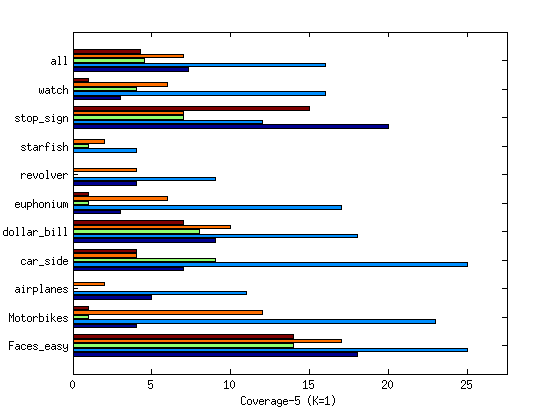 all
watch
stop_sign
starfish
revolver
euphonium
dollar_bill
car_side
airplanes
Motorbikes
Faces_easy
0 5 10 15 20 25
Coverage-5 (K=1)